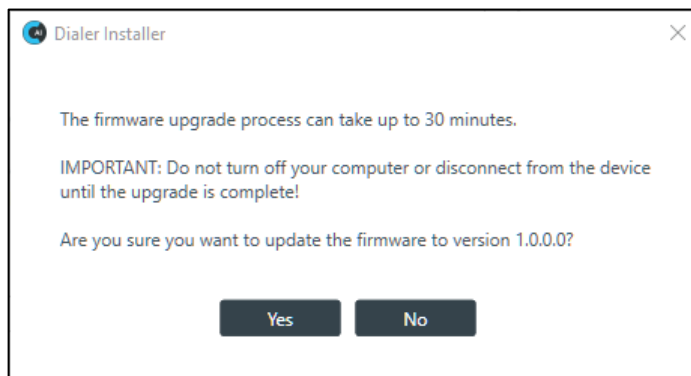 AI
Dialer Installer
The firmware upgrade process can take up to 30 minutes.
IMPORTANT: Do not turn off your computer or disconnect from the device
until the upgrade is complete!
Are you sure you want to update the firmware to version 1.0.0.0?
Yes
No